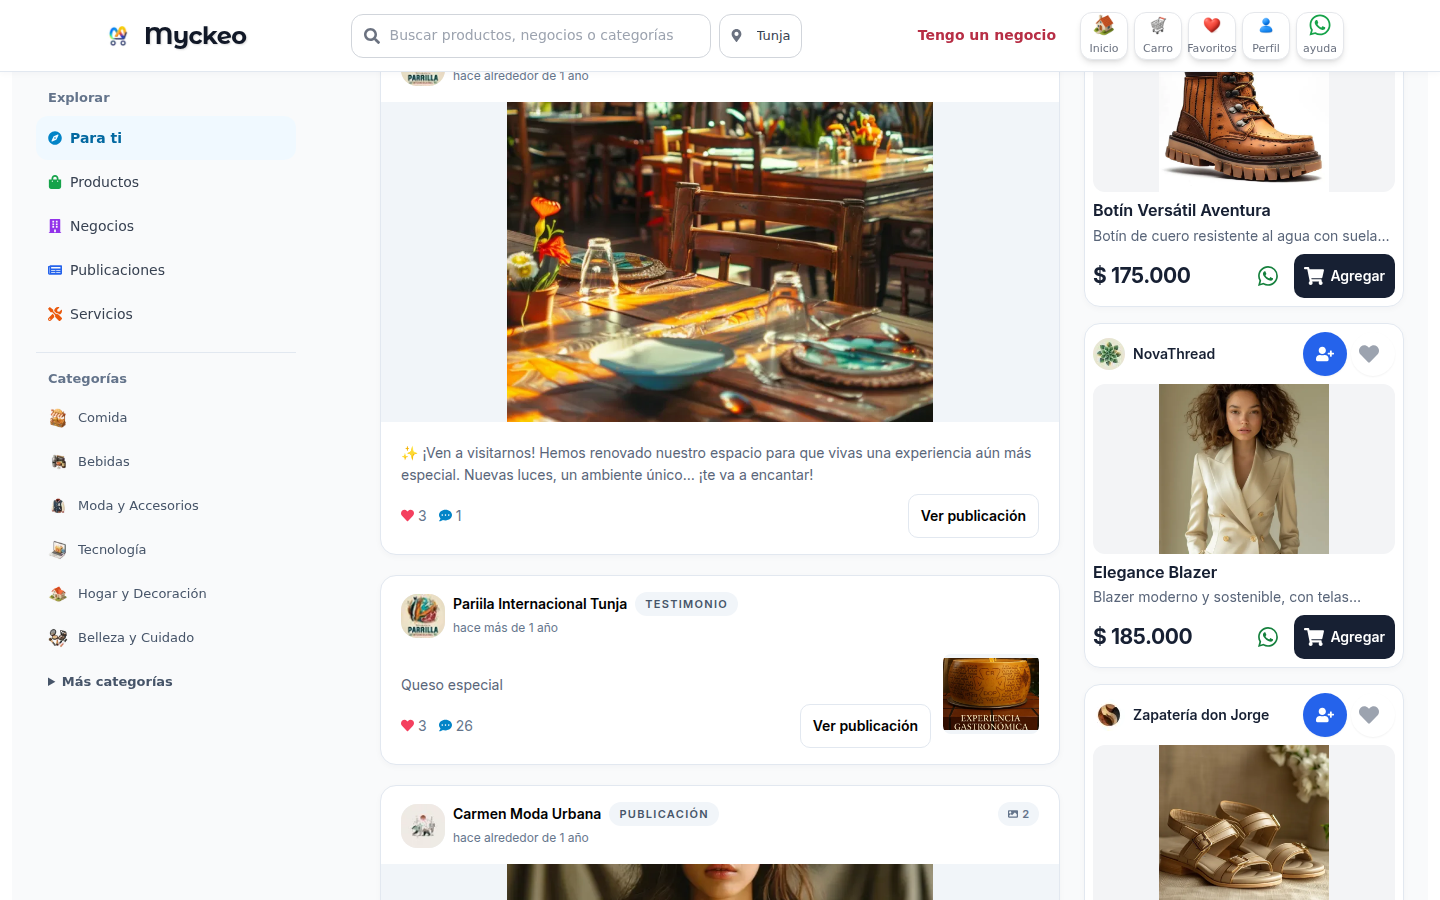 Myckeo
Buscar productos, negocios o categorías
Tunja
Tengo un negocio
Inicio
Carro
Favoritos
Perfil
ayuda
Explorar
Para ti
Productos
Negocios
Publicaciones
Servicios
Categorías
Comida
Bebidas
Moda y Accesorios
Tecnología
Hogar y Decoración
Belleza y Cuidado
Más categorías
PARRILLA
hace alrededor de 1 año
✨ ¡Ven a visitarnos! Hemos renovado nuestro espacio para que vivas una experiencia aún más
especial. Nuevas luces, un ambiente único... ¡te va a encantar!
3
1
Ver publicación
PARRILLA
Pariila Internacional Tunja
TESTIMONIO
hace más de 1 año
Queso especial
3
26
Ver publicación
EXPERIENCIA
GASTRONÓMICA
Carmen Moda Urbana
PUBLICACIÓN
2
hace alrededor de 1 año
Botín Versátil Aventura
Botín de cuero resistente al agua con suela...
$ 175.000
Agregar
NovaThread
Elegance Blazer
Blazer moderno y sostenible, con telas...
$ 185.000
Agregar
Zapatería don Jorge